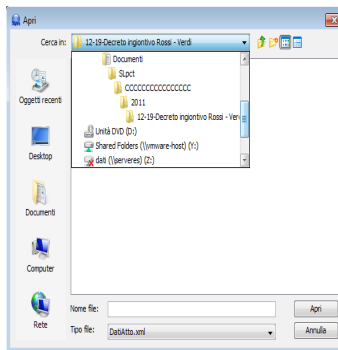 Apri
Cerca in:
12-19-Decreto ingiontivo Rossi - Verdi
Documenti
SLpct
CCCCCCCCCCCCCCCC
2011
12-19-Decreto ingiontivo Rossi - Ver
Unità DVD (D:)
Shared Folders (\\vmware-host) (Y:)
dati (\\serveres) (Z:)
Oggetti recenti
Desktop
Documenti
Computer
Rete
Nome file:
Apri
Tipo file:
DatiAtto.xml
Annulla